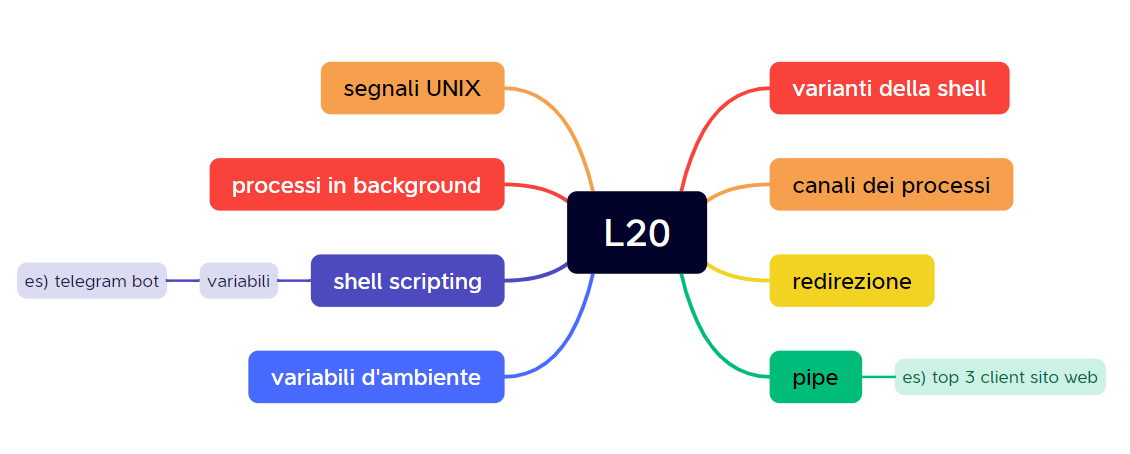 L20
varianti della shell
canali dei processi
redirezione
pipe
es) top 3 client sito web
segnali UNIX
processi in background
shell scripting
variabili
es) telegram bot
variabili d'ambiente